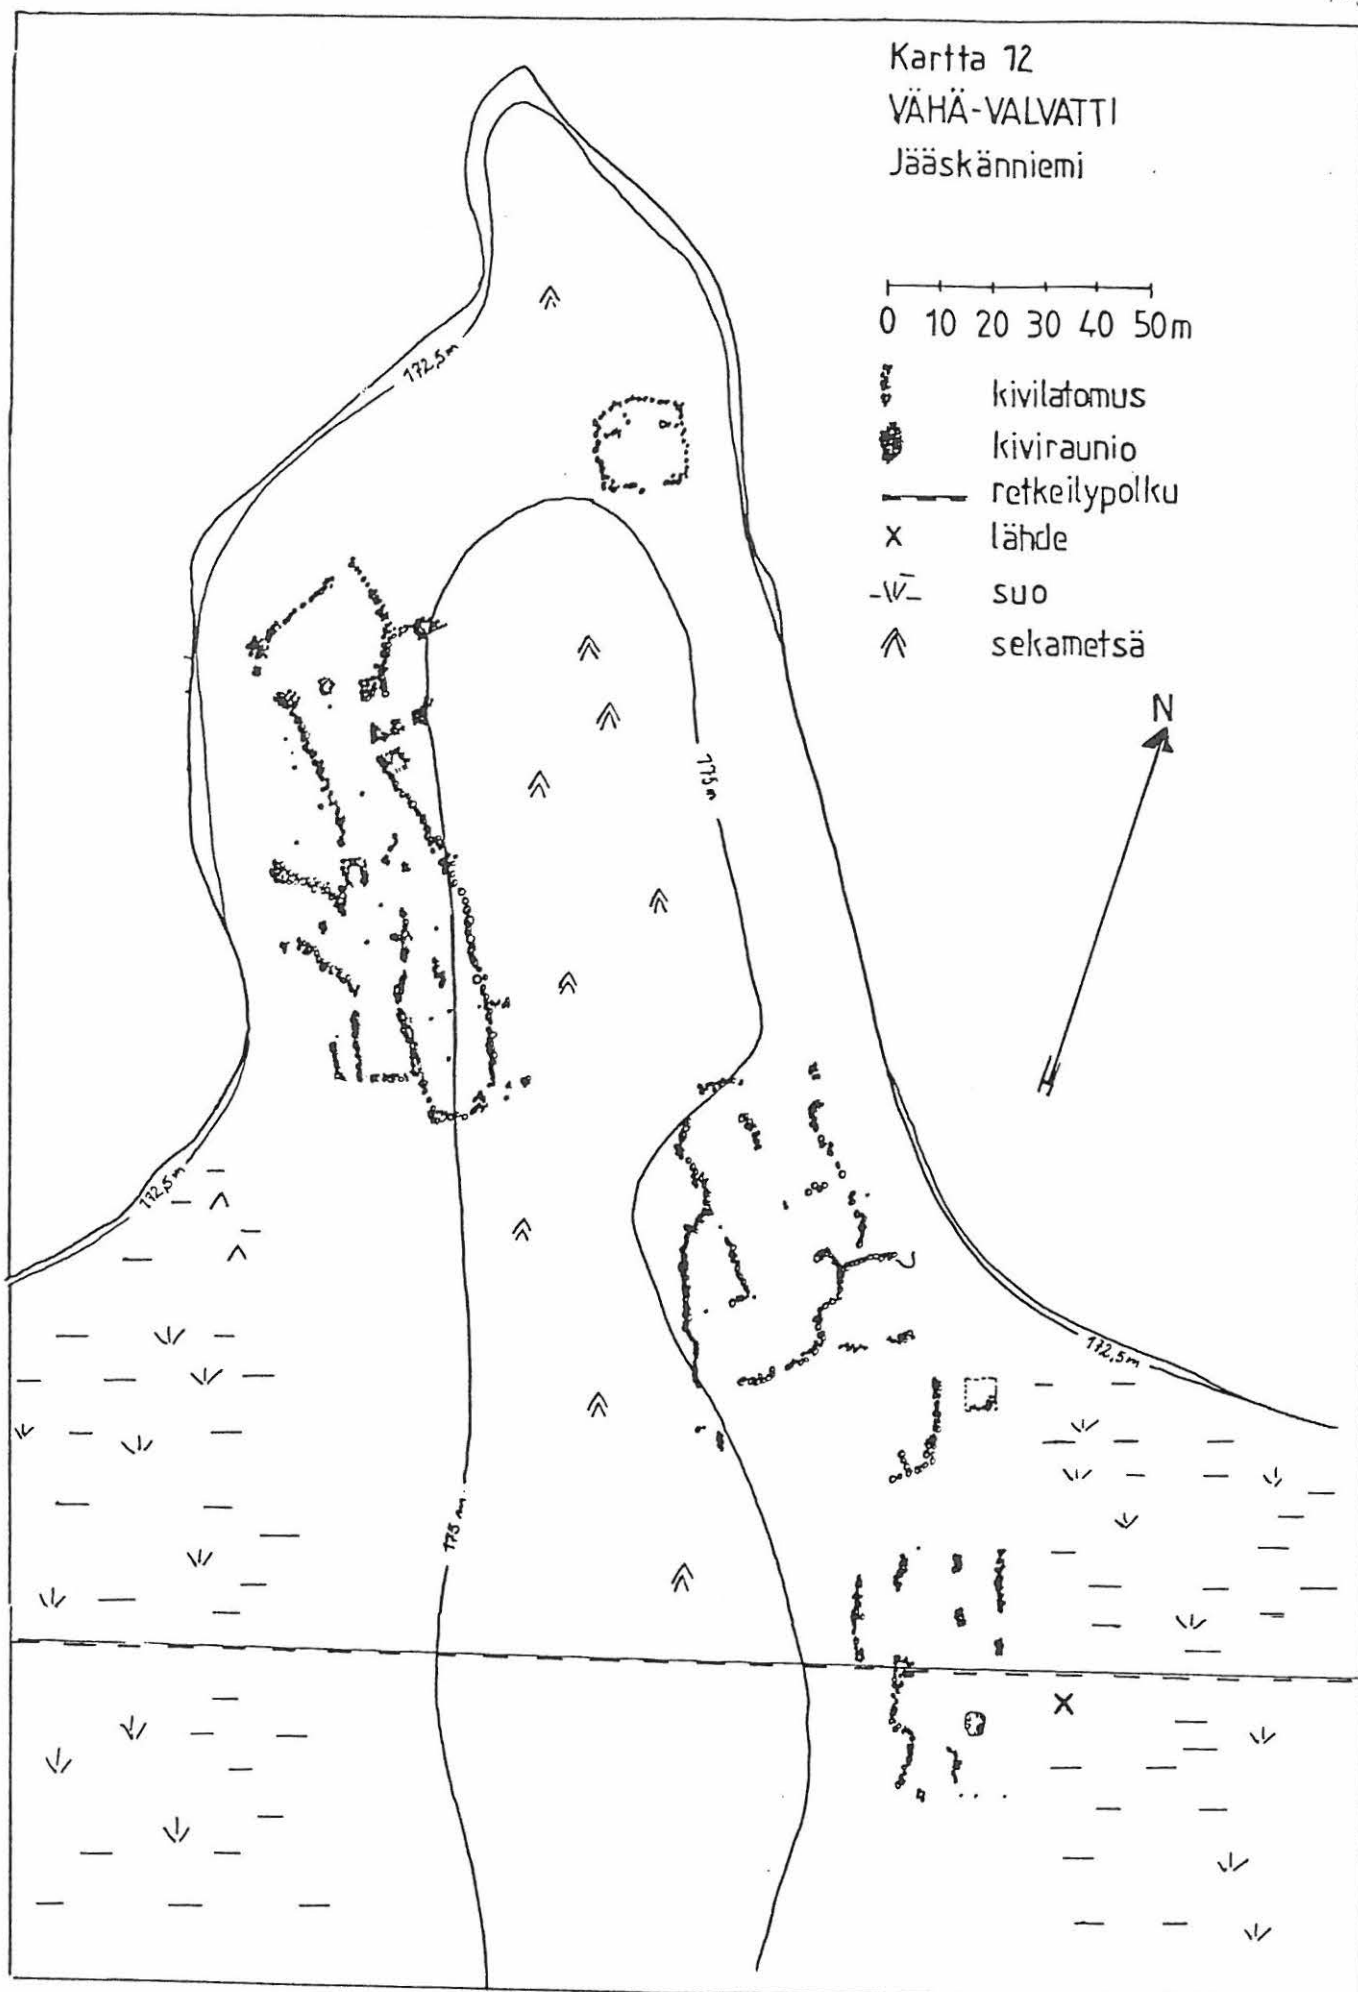 Kartta 12
VÄHÄ-VALVATTI
Jääskänniemi
0 10 20 30 40 50m
kivilatomus
kiviraunio
retkeilypolku
lähde
suo
sekametsä
N
172,5m
175m
172,5m
172,5m
175m